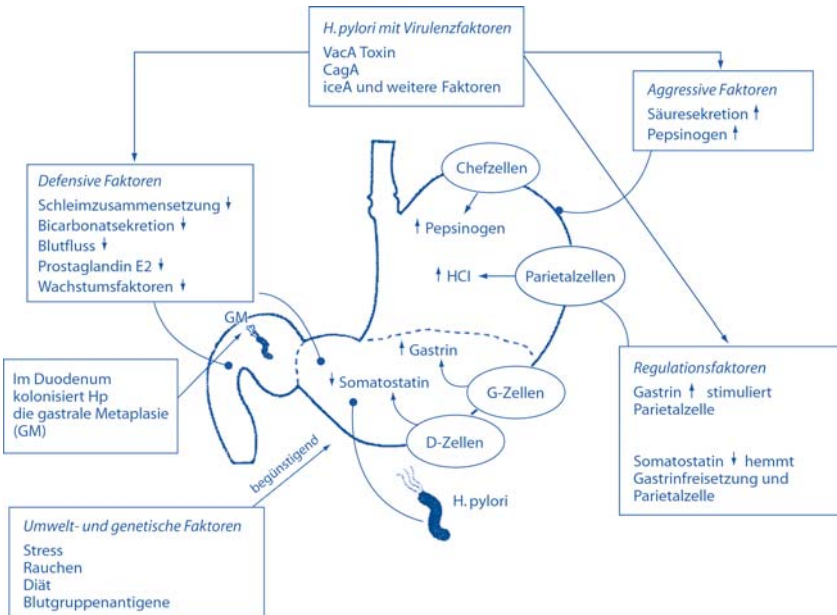 H. pylori mit Virulenzfaktoren
VacA Toxin
CagA
iceA und weitere Faktoren
Aggressive Faktoren
Säuresekretion ↑
Pepsinogen ↑
Defensive Faktoren
Schleimzusammensetzung ↓
Bicarbonatsekretion ↓
Blutfluss ↓
Prostaglandin E2 ↓
Wachstumsfaktoren ↓
Chefzellen
↑ Pepsinogen
↑ HCl
Parietalzellen
GM
↑ Gastrin
↓ Somatostatin
G-Zellen
D-Zellen
Im Duodenum
kolonisiert Hp
die gastrale Metaplasie
(GM)
Regulationsfaktoren
Gastrin ↑ stimuliert
Parietalzelle
Somatostatin ↓ hemmt
Gastrinfreisetzung und
Parietalzelle
begünstigend
H. pylori
Umwelt- und genetische Faktoren
Stress
Rauchen
Diät
Blutgruppenantigene